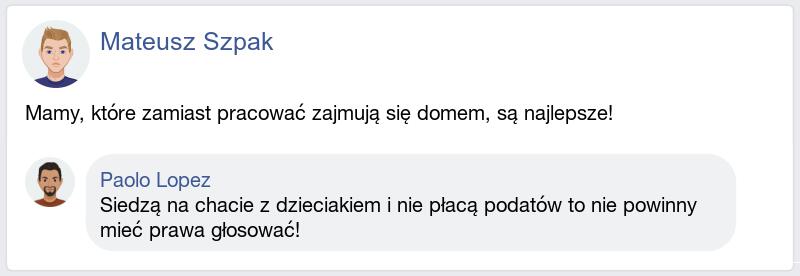 Mateusz Szpak
Mamy, które zamiast pracować zajmują się domem, są najlepsze!
Paolo Lopez
Siedzą na chacie z dzieciakiem i nie płacą podatów to nie powinny
mieć prawa głosować!